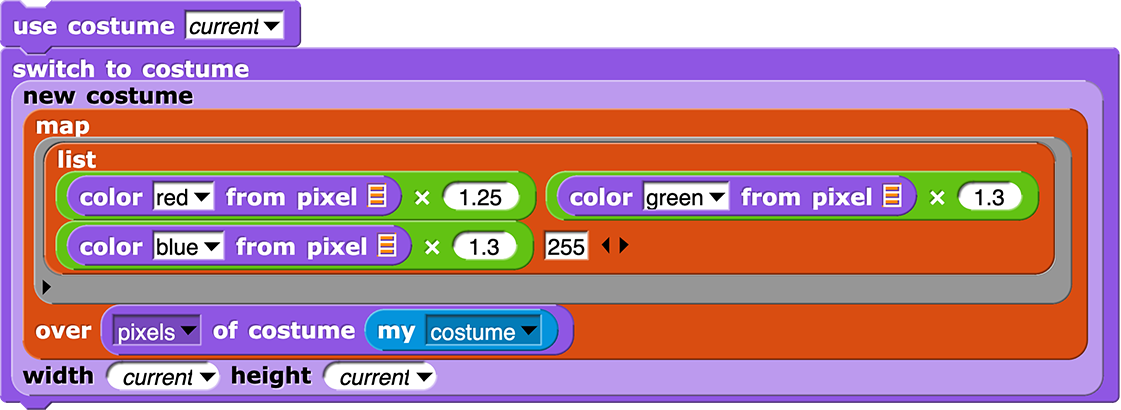 use costume current
switch to costume
new costume
map
list
color red from pixel × 1.25 color green from pixel × 1.3
color blue from pixel × 1.3 255
over pixels of costume my costume
width current height current